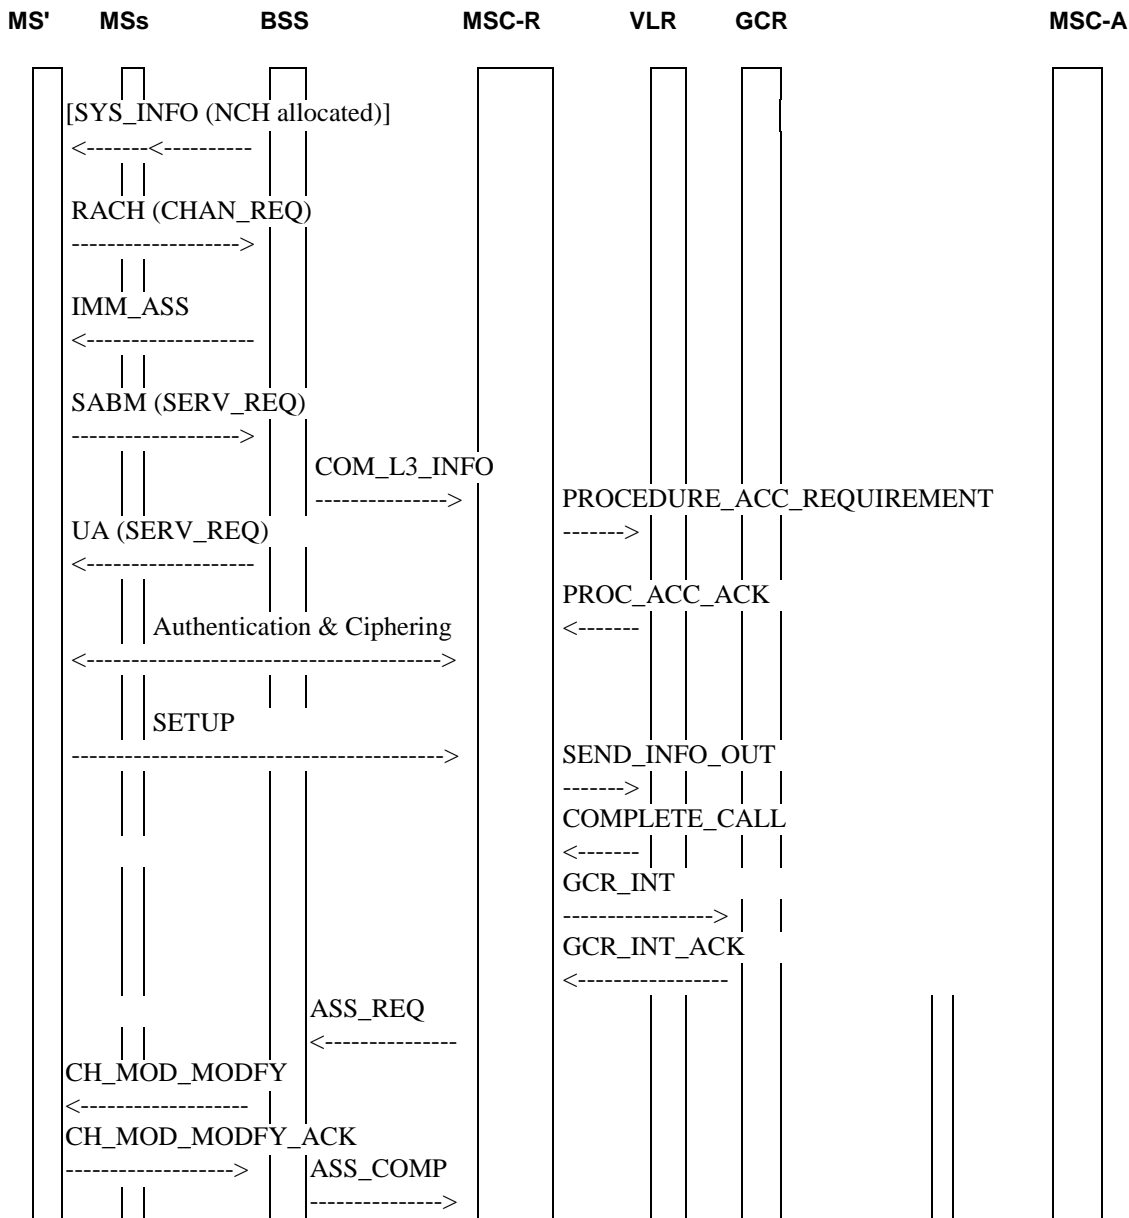 MS' MSs BSS MSC-R VLR GCR MSC-A
[SYS_INFO (NCH allocated)]
<-------<----------
RACH (CHAN_REQ)
------------------->
IMM_ASS
<-------------------
SABM (SERV_REQ)
------------------->
COM_L3_INFO
---------------> PROCEDURE_ACC_REQUIREMENT
UA (SERV_REQ) ------->
<-------------------
PROC_ACC_ACK
Authentication & Ciphering <-------
<---------------------------------------->
SETUP
------------------------------------------> SEND_INFO_OUT
------->
COMPLETE_CALL
<-------
GCR_INT
----------------->
GCR_INT_ACK
<-----------------
ASS_REQ
<---------------
CH_MOD_MODFY
<-------------------
CH_MOD_MODFY_ACK
-------------------> ASS_COMP
--------------->